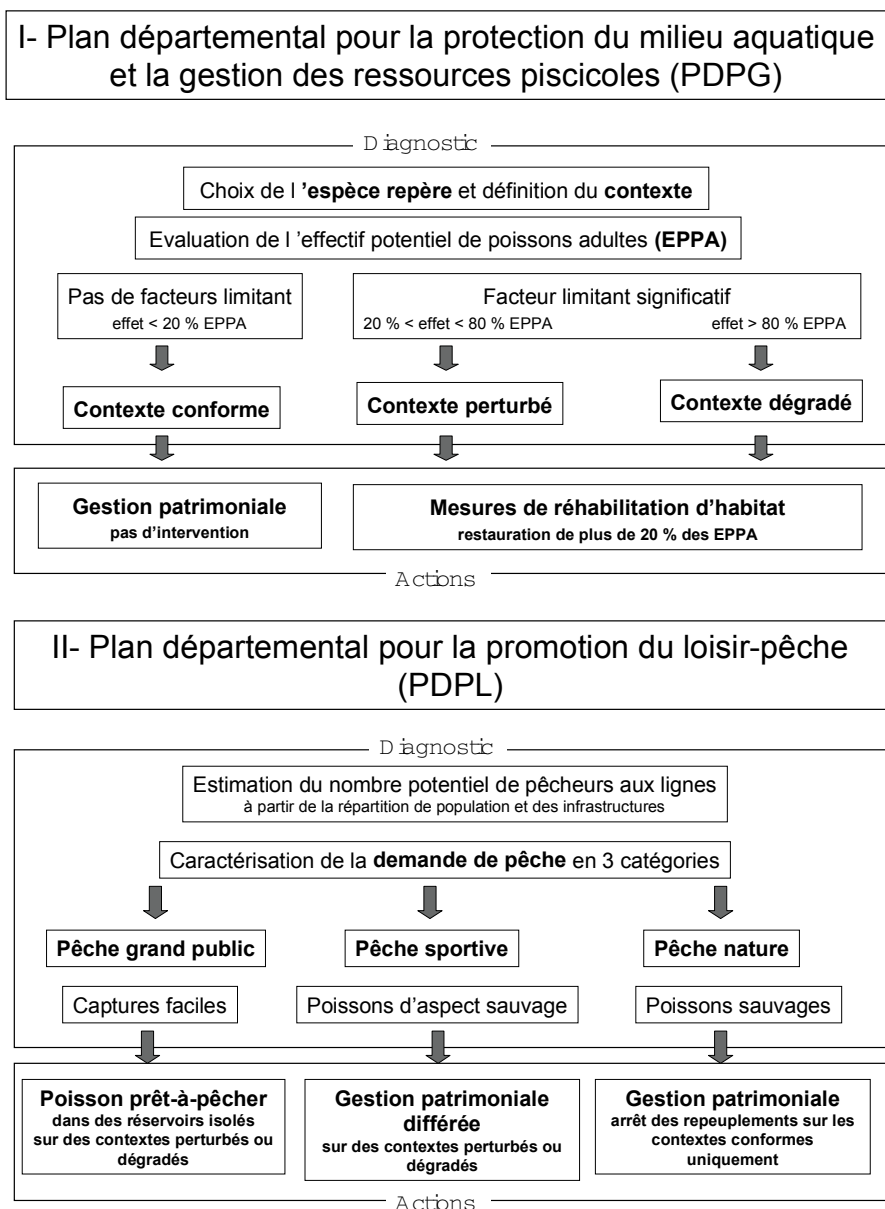 I- Plan départemental pour la protection du milieu aquatique
et la gestion des ressources piscicoles (PDPG)
Diagnostic
Choix de l 'espèce repère et définition du contexte
Evaluation de l 'effectif potentiel de poissons adultes (EPPA)
Pas de facteurs limitant
effet < 20 % EPPA
Facteur limitant significatif
20 % < effet < 80 % EPPA effet > 80 % EPPA
Contexte conforme
Contexte perturbé
Contexte dégradé
Gestion patrimoniale
pas d'intervention
Mesures de réhabilitation d'habitat
restauration de plus de 20 % des EPPA
Actions
II- Plan départemental pour la promotion du loisir-pêche
(PDPL)
Diagnostic
Estimation du nombre potentiel de pêcheurs aux lignes
à partir de la répartition de population et des infrastructures
Caractérisation de la demande de pêche en 3 catégories
Pêche grand public
Pêche sportive
Pêche nature
Captures faciles
Poissons d'aspect sauvage
Poissons sauvages
Poisson prêt-à-pêcher
dans des réservoirs isolés
sur des contextes perturbés ou
dégradés
Gestion patrimoniale
différée
sur des contextes perturbés ou
dégradés
Gestion patrimoniale
arrêt des repeuplements sur les
contextes conformes
uniquement
Actions